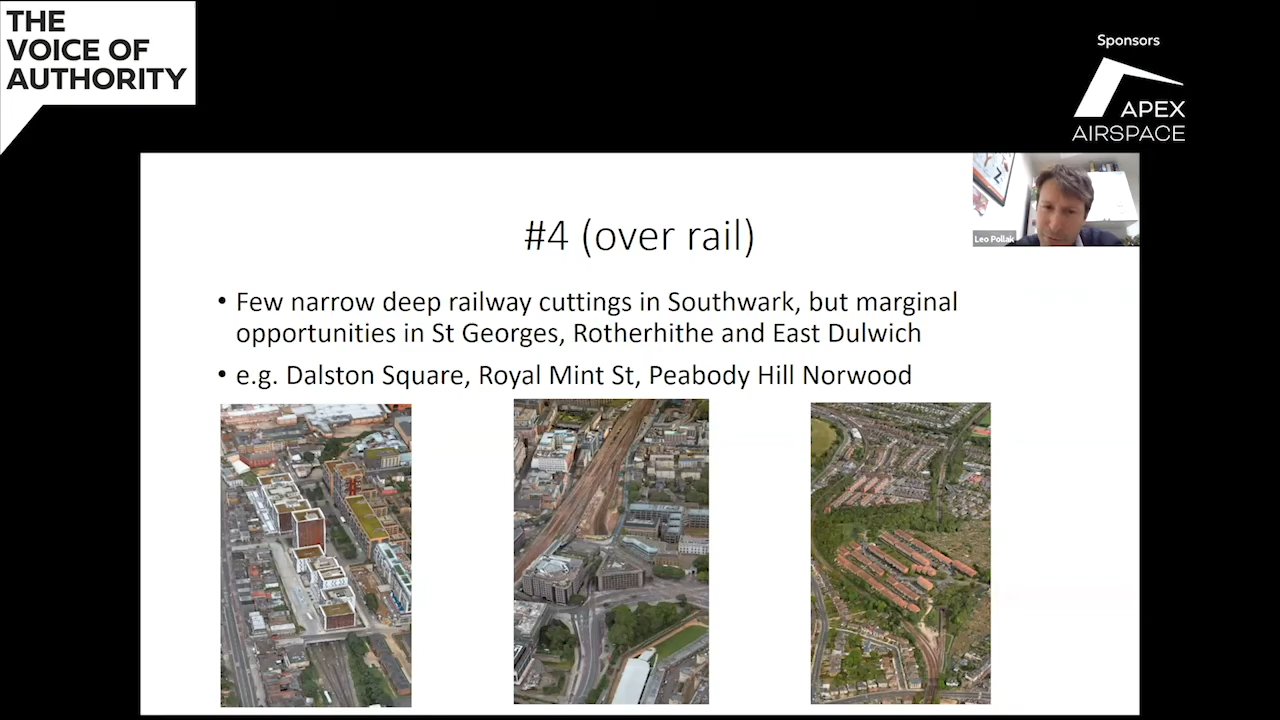 THE
VOICE OF
AUTHORITY
Sponsors
APEX
AIRSPACE
Leo Pollak
#4 (over rail)
• Few narrow deep railway cuttings in Southwark, but marginal
opportunities in St Georges, Rotherhithe and East Dulwich
• e.g. Dalston Square, Royal Mint St, Peabody Hill Norwood